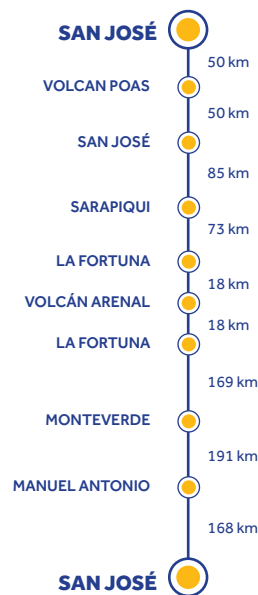 SAN JOSÉ
50 km
VOLCAN POAS
50 km
SAN JOSÉ
85 km
SARAPIQUI
73 km
LA FORTUNA
18 km
VOLCÁN ARENAL
18 km
LA FORTUNA
169 km
MONTEVERDE
191 km
MANUEL ANTONIO
168 km
SAN JOSÉ